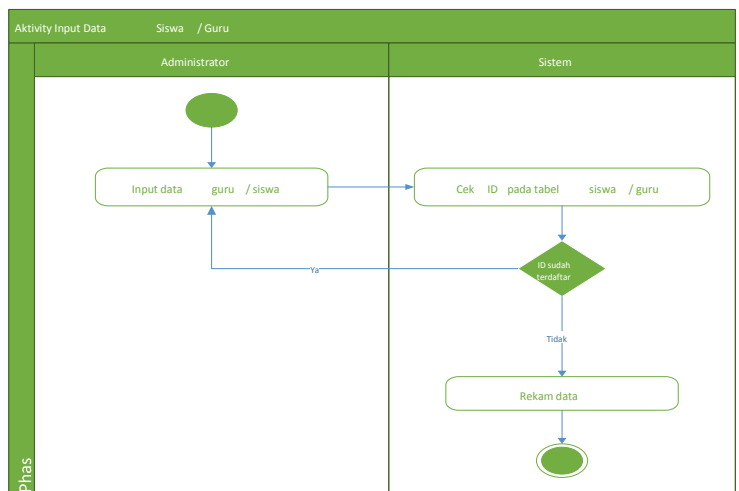 Aktivity Input Data Siswa / Guru
Administrator
Sistem
Input data guru / siswa
Cek ID pada tabel siswa / guru
ID sudah
terdaftar
Ya
Tidak
Rekam data
Phas